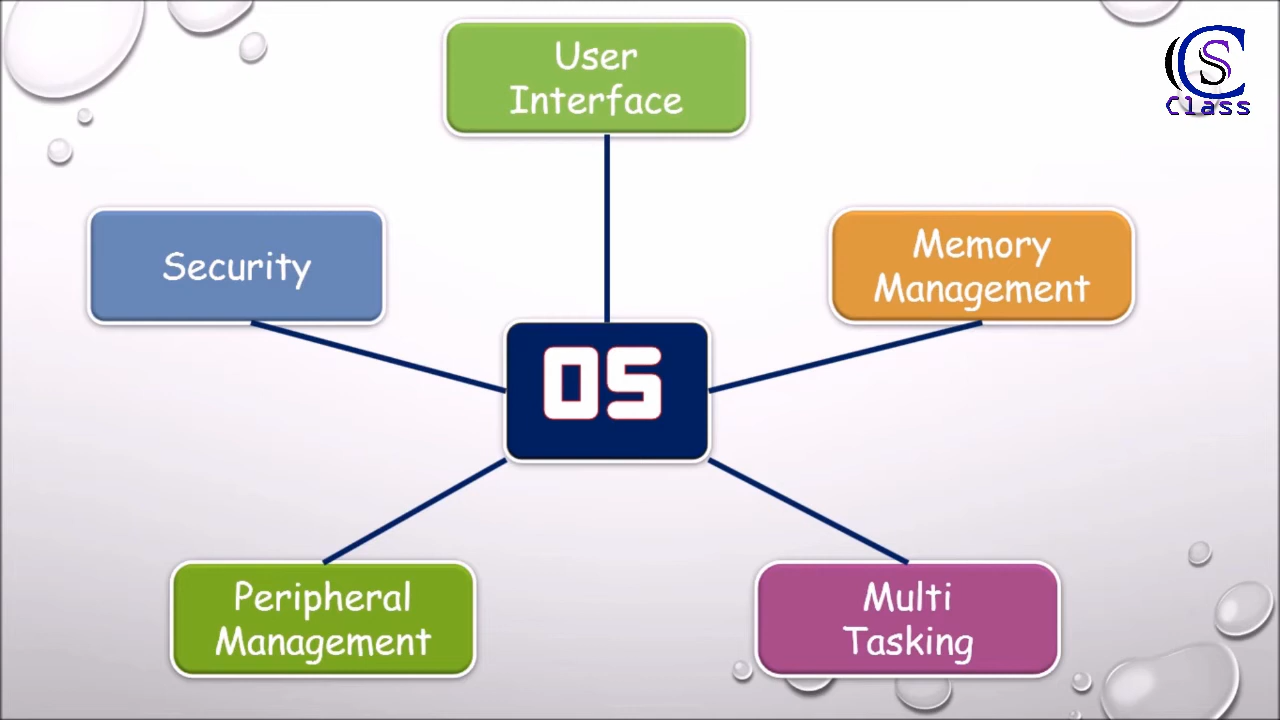 User
Interface
CS
Class
Security
Memory
Management
OS
Peripheral
Management
Multi
Tasking